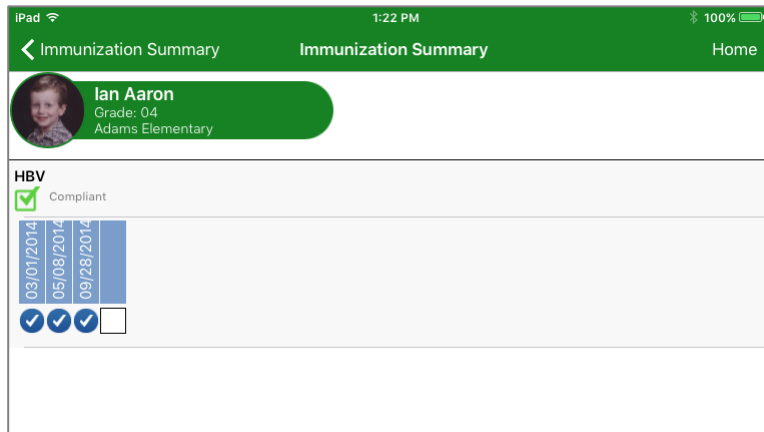 iPad 1:22 PM 100%
Immunization Summary Immunization Summary Home
Ian Aaron
Grade: 04
Adams Elementary
HBV
Compliant
03/01/2014
05/08/2014
09/28/2014